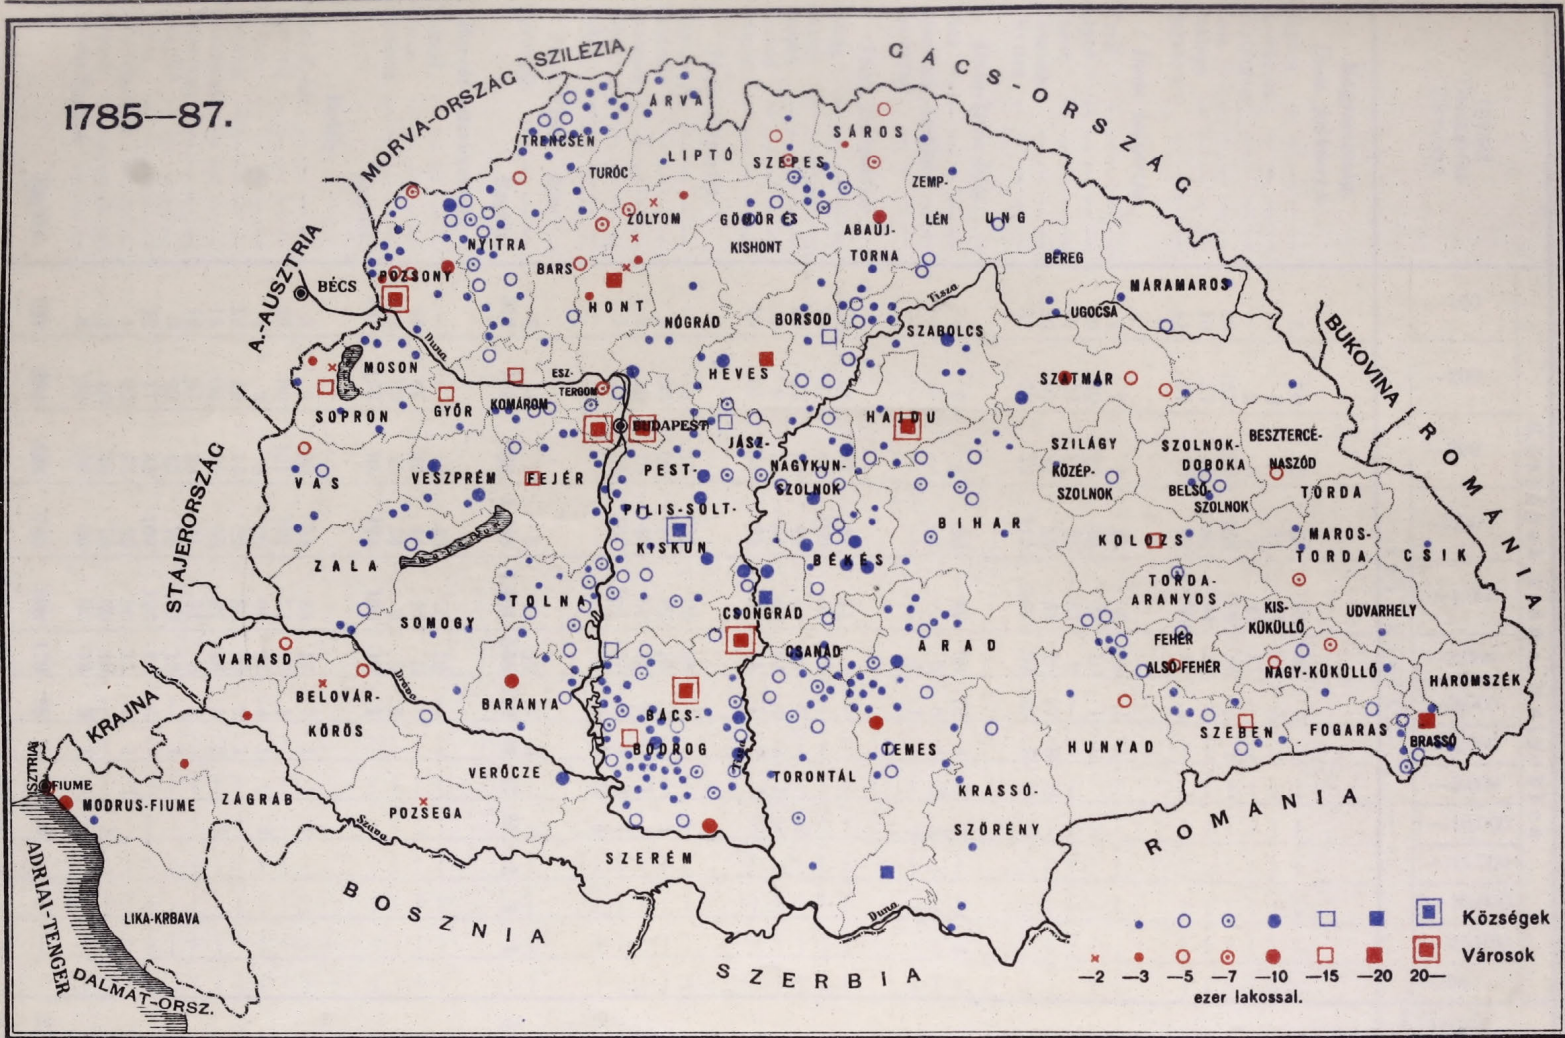 1785—87.
MORVA-ORSZÁG
SZILÉZIA
GÁCS-ORSZÁG
A.-AUSZTRIA
BÉCS
STÁJERORSZÁG
KRAJNA
ISZTRIA
FIUME
ADRIAI-TENGER
DALMÁT-ORSZ.
BOSZNIA
SZERBIA
ROMÁNIA
BUKOVINA
ROMÁNIA
TRENCSÉN
ÁRVA
TURÓC
LIPTÓ
SZEPES
SÁROS
ZEMP-
LÉN
UNG
ZÓLYOM
GÖMÖR ÉS
KISHONT
ABAÚJ-
TORNA
BEREG
MÁRAMAROS
UGOCSA
NYITRA
POZSONY
BARS
HONT
NÓGRÁD
BORSOD
Tisza
SZABOLCS
Duna
MOSON
SOPRON
GYŐR
KOMÁROM
ESZ-
TERGOM
HEVES
SZATMÁR
HAJDU
BUDAPEST
JÁSZ-
NAGYKUN-
SZOLNOK
SZILÁGY
KÖZÉP-
SZOLNOK
SZOLNOK-
DOBOKA
BELSŐ
SZOLNOK
BESZTERCE-
NASZÓD
VAS
VESZPRÉM
FEJÉR
PEST-
PILIS-SOLT-
KISKUN
BIHAR
KOLOZS
TORDA
MAROS-
TORDA
CSIK
ZALA
Balaton
BÉKÉS
TORDA-
ARANYOS
SOMOGY
TOLNA
CSONGRÁD
CSANÁD
ARAD
KIS-
KÜKÜLLŐ
UDVARHELY
FEHÉR
ALSÓ-FEHÉR
NAGY-KÜKÜLLŐ
HÁROMSZÉK
VARASD
BELOVÁR-
KŐRÖS
Dráva
BARANYA
BÁCS-
BODROG
Tisza
TORONTÁL
TEMES
HUNYAD
SZEBEN
FOGARAS
BRASSÓ
MODRUS-FIUME
ZÁGRÁB
VERŐCZE
POZSEGA
Száva
SZERÉM
KRASSÓ-
SZÖRÉNY
Duna
LIKA-KRBAVA
Községek
Városok
—2 —3 —5 —7 —10 —15 —20 20—
ezer lakossal.